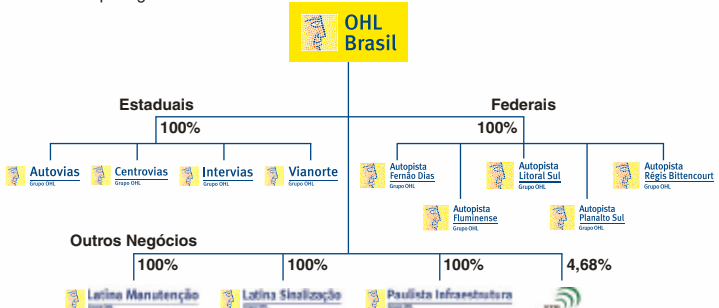 OHL
Brasil
Estaduais
Federais
100%
100%
Autovias
Grupo OHL
Centrovias
Grupo OHL
Intervias
Grupo OHL
Vianorte
Grupo OHL
Autopista
Fernão Dias
Grupo OHL
Autopista
Litoral Sul
Grupo OHL
Autopista
Régis Bittencourt
Grupo OHL
Autopista
Fluminense
Grupo OHL
Autopista
Planalto Sul
Grupo OHL
Outros Negócios
100%
100%
100%
4,68%
Latina Manutenção
Latina Sinalização
Paulista Infraestrutura